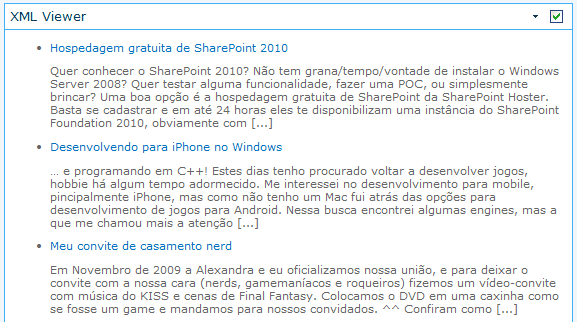 XML Viewer
Hospedagem gratuita de SharePoint 2010
Quer conhecer o SharePoint 2010? Não tem grana/tempo/vontade de instalar o Windows
Server 2008? Quer testar alguma funcionalidade, fazer uma POC, ou simplesmente
brincar? Uma boa opção é a hospedagem gratuita de SharePoint da SharePoint Hoster.
Basta se cadastrar e em até 24 horas eles te disponibilizam uma instância do SharePoint
Foundation 2010, obviamente com [...]
Desenvolvendo para iPhone no Windows
... e programando em C++! Estes dias tenho procurado voltar a desenvolver jogos,
hobbie há algum tempo adormecido. Me interessei no desenvolvimento para mobile,
pincipalmente iPhone, mas como não tenho um Mac fui atrás das opções para
desenvolvimento de jogos para Android. Nessa busca encontrei algumas engines, mas a
que me chamou mais a atenção [...]
Meu convite de casamento nerd
Em Novembro de 2009 a Alexandra e eu oficializamos nossa união, e para deixar o
convite com a nossa cara (nerds, gamemaníacos e roqueiros) fizemos um vídeo-convite
com música do KISS e cenas de Final Fantasy. Colocamos o DVD em uma caxinha como
se fosse um game e mandamos para nossos convidados. ^^ Confiram como [...]